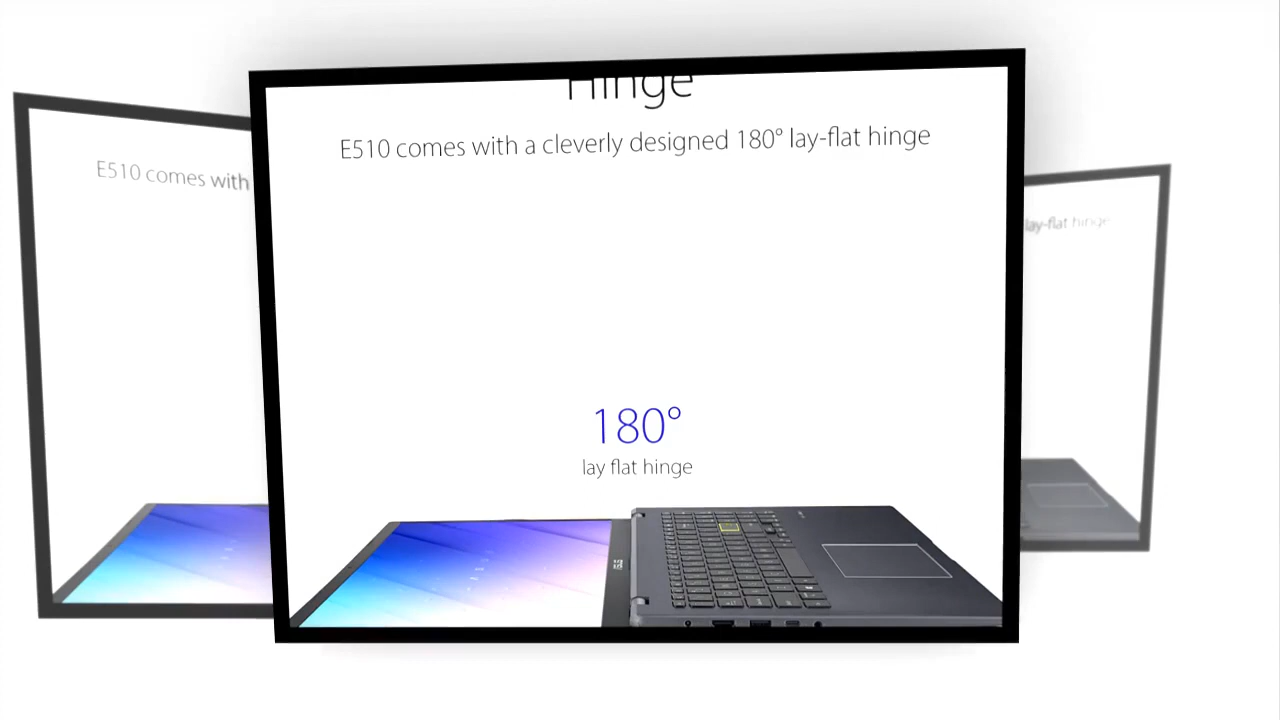 Hinge
E510 comes with a cleverly designed 180° lay-flat hinge
180°
lay flat hinge
E510 comes with
lay-flat hinge